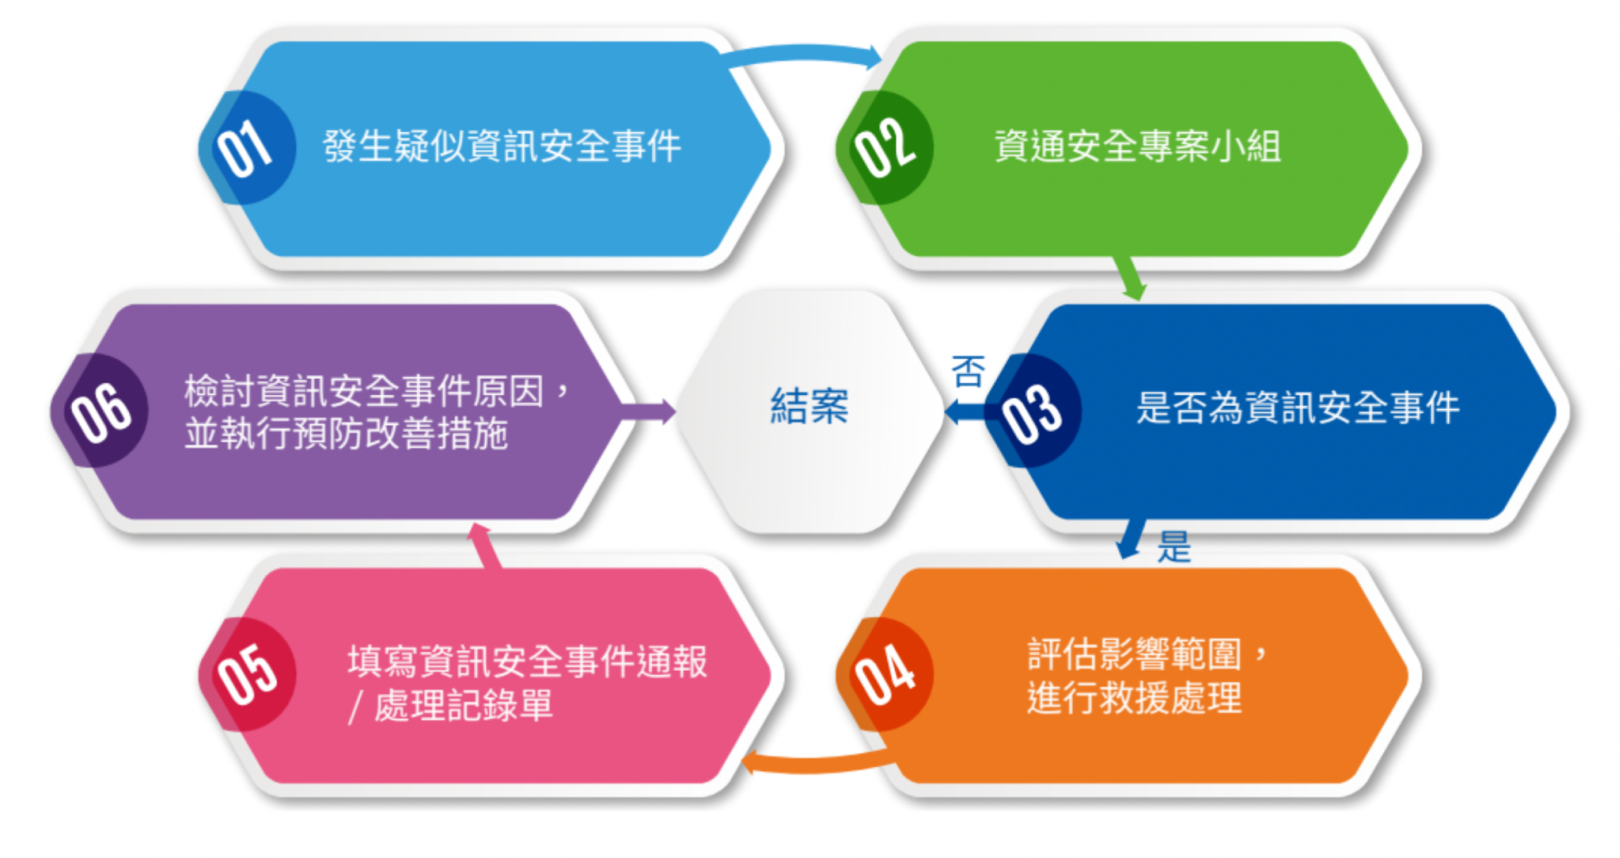 01
發生疑似資訊安全事件
02
資通安全專案小組
03
是否為資訊安全事件
否
是
04
評估影響範圍，
進行救援處理
05
填寫資訊安全事件通報
/ 處理記錄單
06
檢討資訊安全事件原因，
並執行預防改善措施
結案